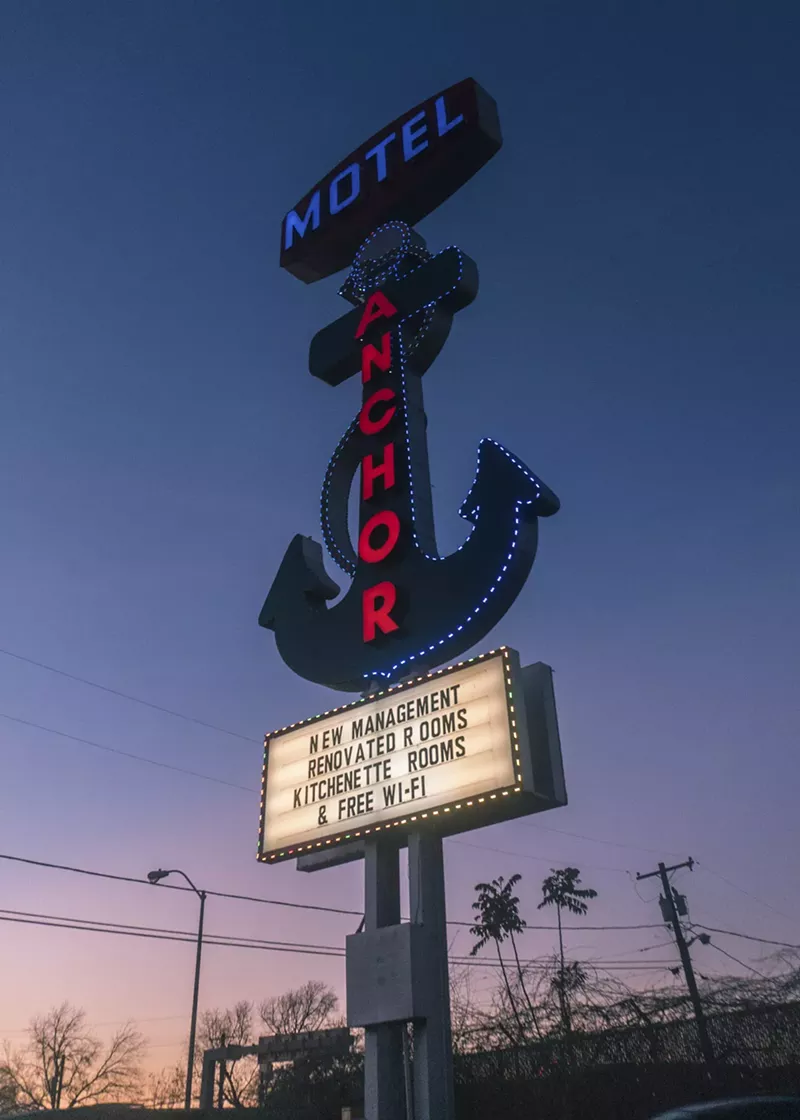 MOTEL
ANCHOR
NEW MANAGEMENT
RENOVATED ROOMS
KITCHENETTE ROOMS
& FREE WI-FI